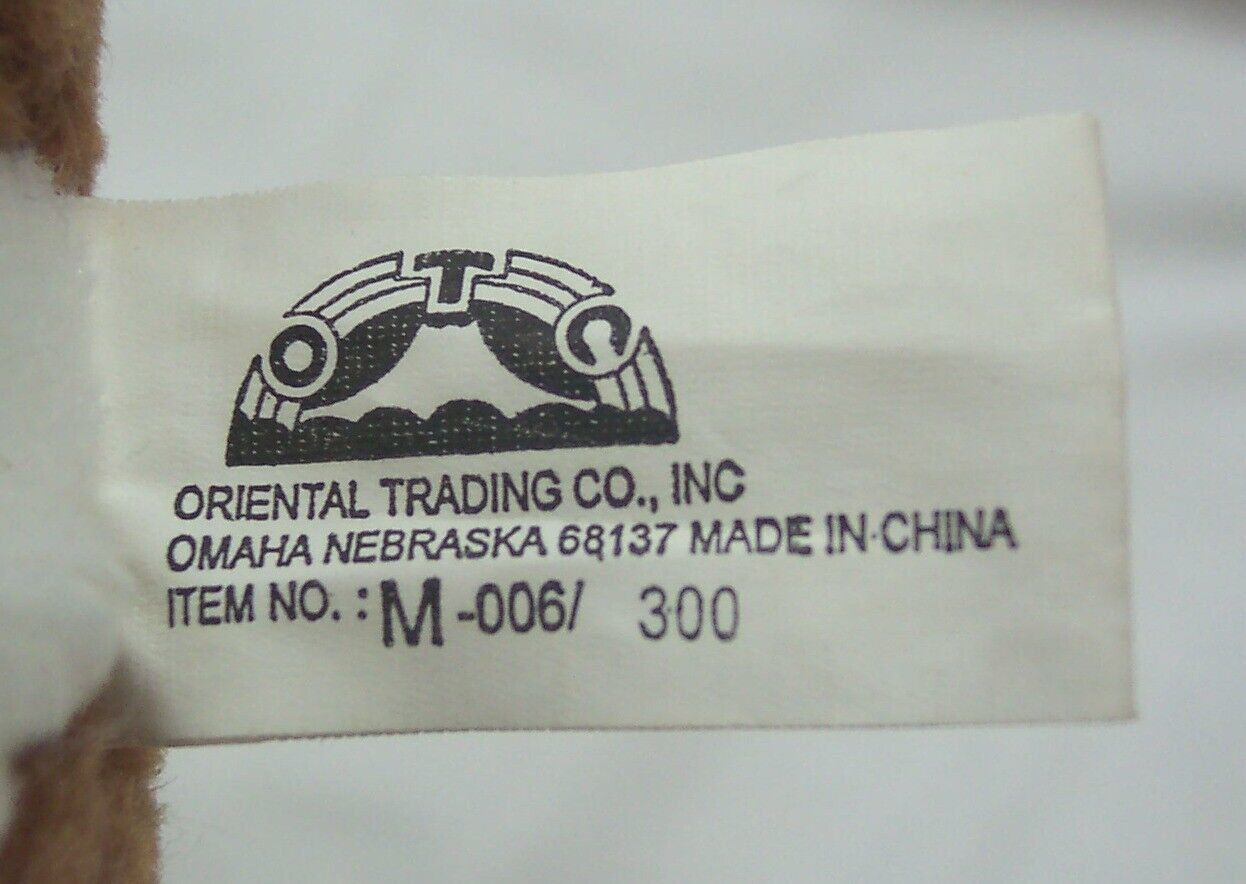 OTC
ORIENTAL TRADING CO., INC
OMAHA NEBRASKA 68137 MADE IN CHINA
ITEM NO. : M-006/ 300